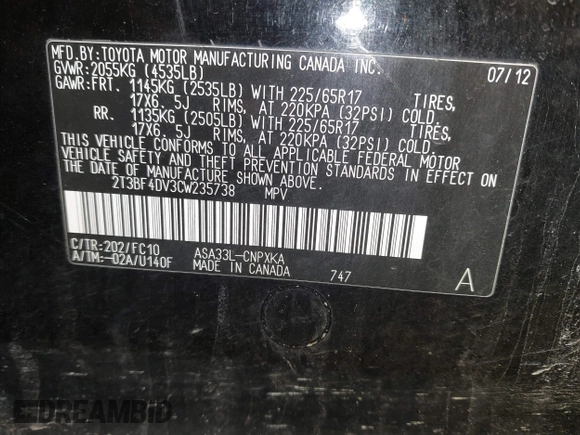 MFD.BY:TOYOTA MOTOR MANUFACTURING CANADA INC.
GVWR: 2055KG (4535LB) 07/12
GAWR:FRT. 1145KG (2535LB) WITH 225/65R17 TIRES,
17X6. 5J RIMS, AT 220KPA (32PSI) COLD.
RR. 1135KG (2505LB) WITH 225/65R17 TIRES,
17X6. 5J RIMS, AT 220KPA (32PSI) COLD.
THIS VEHICLE CONFORMS TO ALL APPLICABLE FEDERAL MOTOR
VEHICLE SAFETY AND THEFT PREVENTION STANDARDS IN EFFECT ON
THE DATE OF MANUFACTURE SHOWN ABOVE.
2T3BF4DV3CW235738 MPV
C/TR:202/FC10 ASA33L-CNPXKA
A/TM:-02A/U140F MADE IN CANADA 747 A
DREAMBID